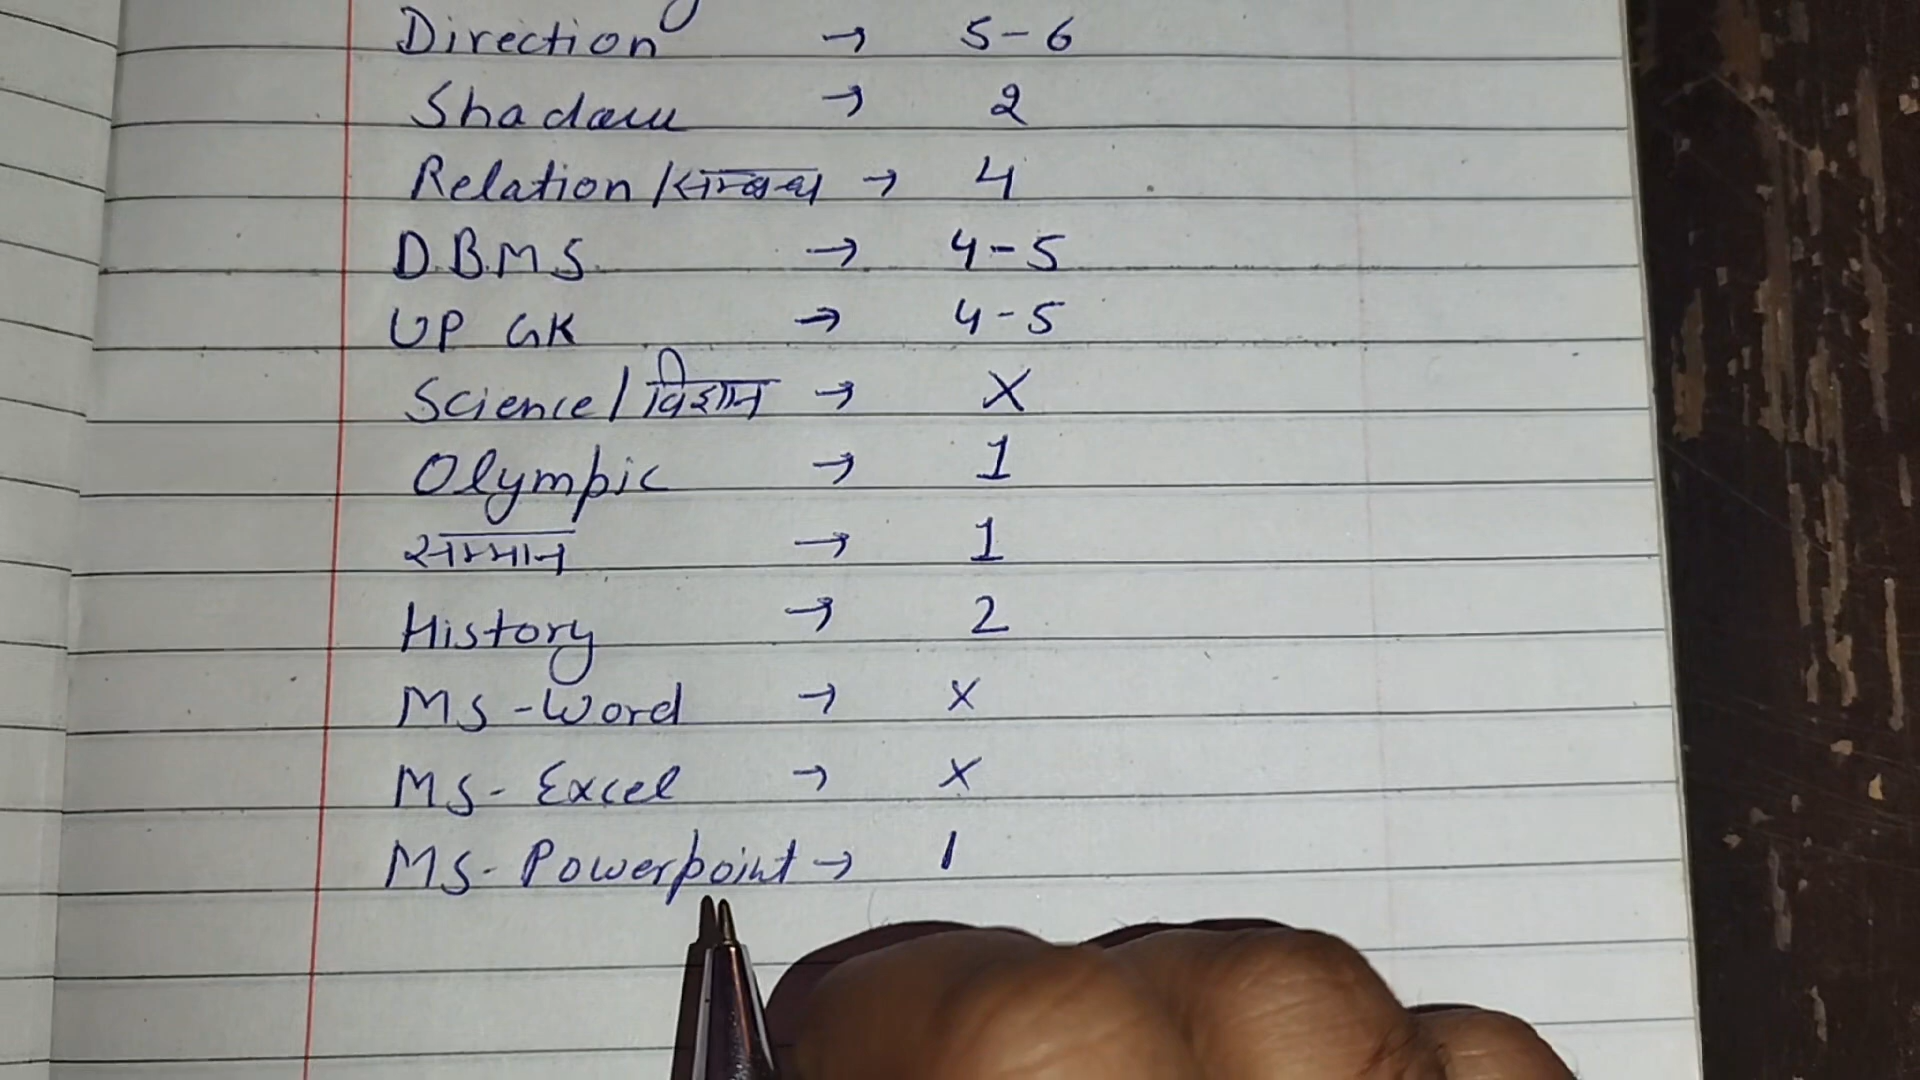 Direction → 5-6
Shadow → 2
Relation/सम्बन्ध → 4
D.B.M.S. → 4-5
UP GK → 4-5
Science/विज्ञान → X
Olympic → 1
सम्मान → 1
History → 2
MS-Word → X
MS-Excel → X
MS-Powerpoint → 1